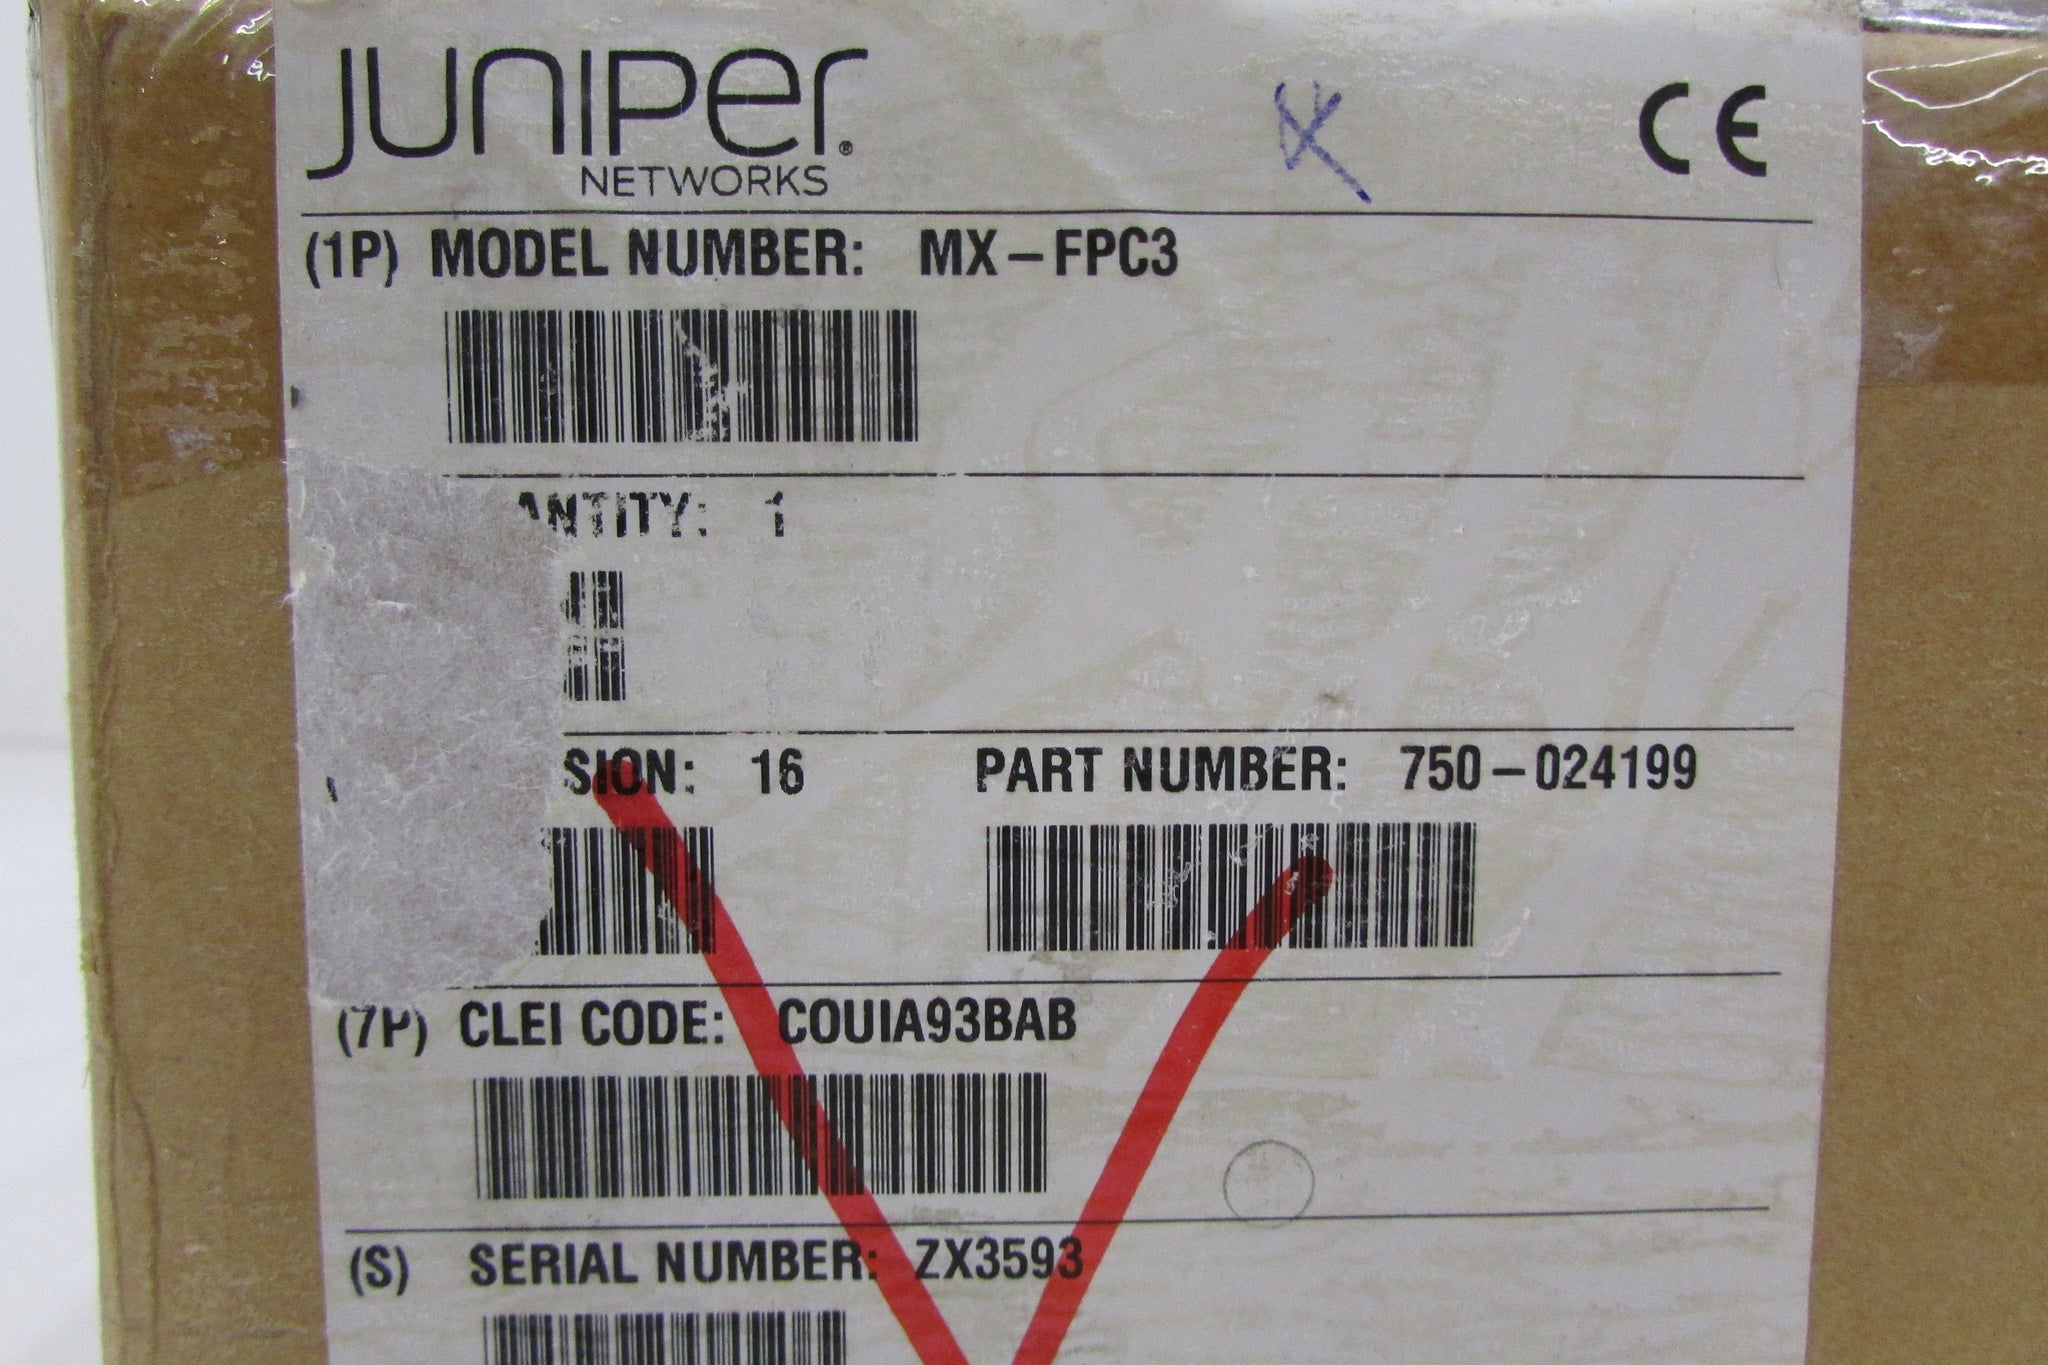 JUNIPER®
NETWORKS
CE
(1P) MODEL NUMBER: MX-FPC3
ANTITY: 1
SION: 16 PART NUMBER: 750-024199
(7P) CLEI CODE: COUIA93BAB
(S) SERIAL NUMBER: ZX3593